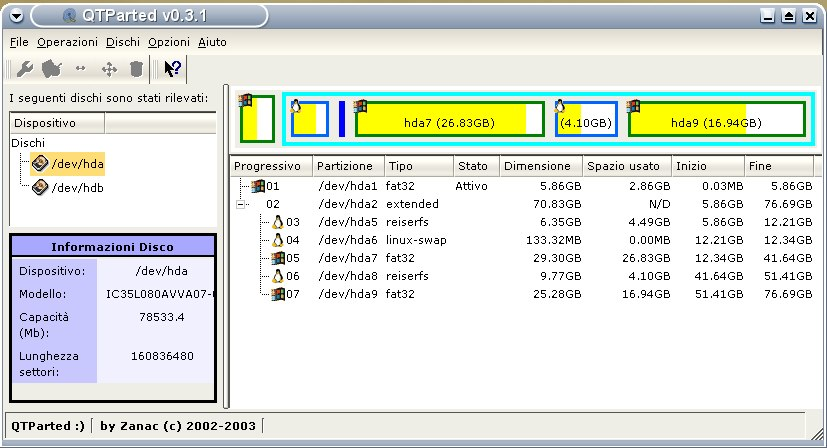 QTParted v0.3.1
File Operazioni Dischi Opzioni Aiuto
I seguenti dischi sono stati rilevati:
Dispositivo
Dischi
/dev/hda
/dev/hdb
Informazioni Disco
Dispositivo: /dev/hda
Modello: IC35L080AVVA07-
Capacità (Mb): 78533.4
Lunghezza settori: 160836480
hda7 (26.83GB) (4.10GB) hda9 (16.94GB)
Progressivo Partizione Tipo Stato Dimensione Spazio usato Inizio Fine
01 /dev/hda1 fat32 Attivo 5.86GB 2.86GB 0.03MB 5.86GB
02 /dev/hda2 extended 70.83GB N/D 5.86GB 76.69GB
03 /dev/hda5 reiserfs 6.35GB 4.49GB 5.86GB 12.21GB
04 /dev/hda6 linux-swap 133.32MB 0.00MB 12.21GB 12.34GB
05 /dev/hda7 fat32 29.30GB 26.83GB 12.34GB 41.64GB
06 /dev/hda8 reiserfs 9.77GB 4.10GB 41.64GB 51.41GB
07 /dev/hda9 fat32 25.28GB 16.94GB 51.41GB 76.69GB
QTParted :) by Zanac (c) 2002-2003